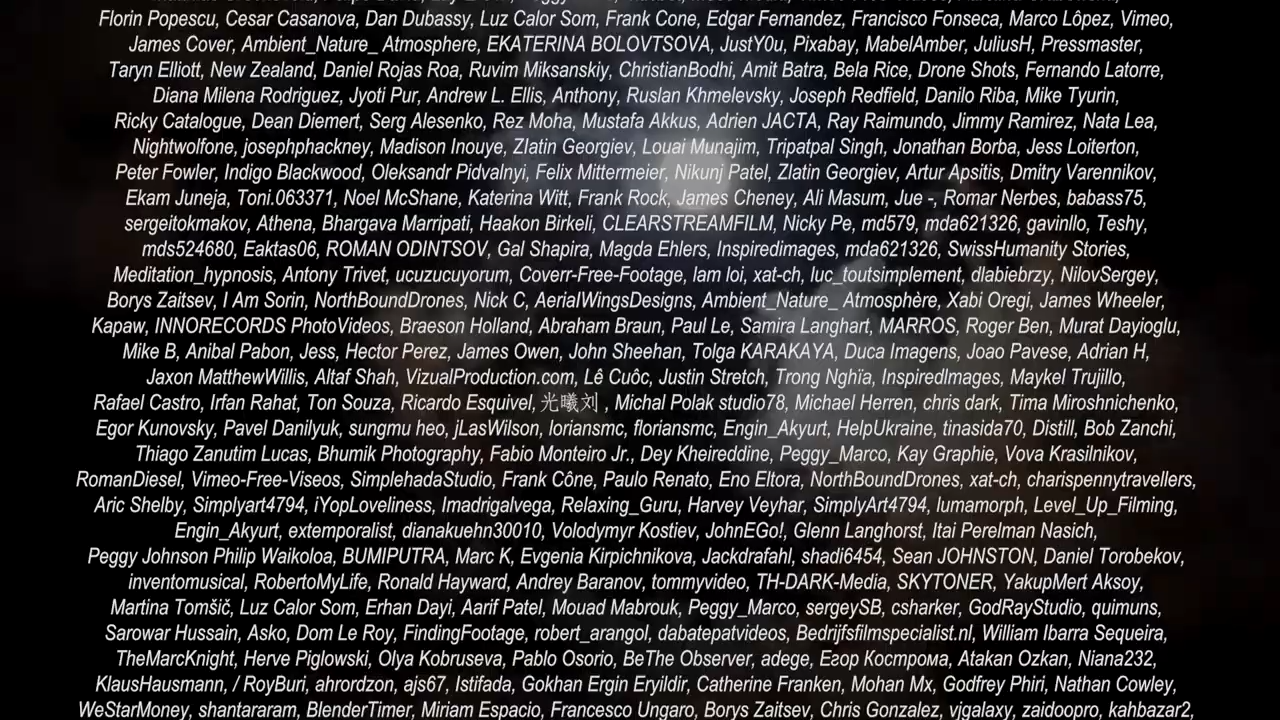 Florin Popescu, Cesar Casanova, Dan Dubassy, Luz Calor Som, Frank Cone, Edgar Fernandez, Francisco Fonseca, Marco Lôpez, Vimeo,
James Cover, Ambient_Nature_ Atmosphere, EKATERINA BOLOVTSOVA, JustY0u, Pixabay, MabelAmber, JuliusH, Pressmaster,
Taryn Elliott, New Zealand, Daniel Rojas Roa, Ruvim Miksanskiy, ChristianBodhi, Amit Batra, Bela Rice, Drone Shots, Fernando Latorre,
Diana Milena Rodriguez, Jyoti Pur, Andrew L. Ellis, Anthony, Ruslan Khmelevsky, Joseph Redfield, Danilo Riba, Mike Tyurin,
Ricky Catalogue, Dean Diemert, Serg Alesenko, Rez Moha, Mustafa Akkus, Adrien JACTA, Ray Raimundo, Jimmy Ramirez, Nata Lea,
Nightwolfone, josephphackney, Madison Inouye, Zlatin Georgiev, Louai Munajim, Tripatpal Singh, Jonathan Borba, Jess Loiterton,
Peter Fowler, Indigo Blackwood, Oleksandr Pidvalnyi, Felix Mittermeier, Nikunj Patel, Zlatin Georgiev, Artur Apsitis, Dmitry Varennikov,
Ekam Juneja, Toni.063371, Noel McShane, Katerina Witt, Frank Rock, James Cheney, Ali Masum, Jue -, Romar Nerbes, babass75,
sergeitokmakov, Athena, Bhargava Marripati, Haakon Birkeli, CLEARSTREAMFILM, Nicky Pe, md579, mda621326, gavinllo, Teshy,
mds524680, Eaktas06, ROMAN ODINTSOV, Gal Shapira, Magda Ehlers, Inspiredimages, mda621326, SwissHumanity Stories,
Meditation_hypnosis, Antony Trivet, ucuzucuyorum, Coverr-Free-Footage, lam loi, xat-ch, luc_toutsimplement, dlabiebrzy, NilovSergey,
Borys Zaitsev, I Am Sorin, NorthBoundDrones, Nick C, AerialWingsDesigns, Ambient_Nature_ Atmosphère, Xabi Oregi, James Wheeler,
Kapaw, INNORECORDS PhotoVideos, Braeson Holland, Abraham Braun, Paul Le, Samira Langhart, MARROS, Roger Ben, Murat Dayioglu,
Mike B, Anibal Pabon, Jess, Hector Perez, James Owen, John Sheehan, Tolga KARAKAYA, Duca Imagens, Joao Pavese, Adrian H,
Jaxon MatthewWillis, Altaf Shah, VizualProduction.com, Lê Cuôc, Justin Stretch, Trong Nghïa, InspiredImages, Maykel Trujillo,
Rafael Castro, Irfan Rahat, Ton Souza, Ricardo Esquivel, 光曦刘 , Michal Polak studio78, Michael Herren, chris dark, Tima Miroshnichenko,
Egor Kunovsky, Pavel Danilyuk, sungmu heo, jLasWilson, loriansmc, floriansmc, Engin_Akyurt, HelpUkraine, tinasida70, Distill, Bob Zanchi,
Thiago Zanutim Lucas, Bhumik Photography, Fabio Monteiro Jr., Dey Kheireddine, Peggy_Marco, Kay Graphie, Vova Krasilnikov,
RomanDiesel, Vimeo-Free-Viseos, SimplehadaStudio, Frank Cône, Paulo Renato, Eno Eltora, NorthBoundDrones, xat-ch, charispennytravellers,
Aric Shelby, Simplyart4794, iYopLoveliness, Imadrigalvega, Relaxing_Guru, Harvey Veyhar, SimplyArt4794, lumamorph, Level_Up_Filming,
Engin_Akyurt, extemporalist, dianakuehn30010, Volodymyr Kostiev, JohnEGo!, Glenn Langhorst, Itai Perelman Nasich,
Peggy Johnson Philip Waikoloa, BUMIPUTRA, Marc K, Evgenia Kirpichnikova, Jackdrafahl, shadi6454, Sean JOHNSTON, Daniel Torobekov,
inventomusical, RobertoMyLife, Ronald Hayward, Andrey Baranov, tommyvideo, TH-DARK-Media, SKYTONER, YakupMert Aksoy,
Martina Tomšič, Luz Calor Som, Erhan Dayi, Aarif Patel, Mouad Mabrouk, Peggy_Marco, sergeySB, csharker, GodRayStudio, quimuns,
Sarowar Hussain, Asko, Dom Le Roy, FindingFootage, robert_arangol, dabatepatvideos, Bedrijfsfilmspecialist.nl, William Ibarra Sequeira,
TheMarcKnight, Herve Piglowski, Olya Kobruseva, Pablo Osorio, BeThe Observer, adege, Егор Кострома, Atakan Ozkan, Niana232,
KlausHausmann, / RoyBuri, ahrordzon, ajs67, Istifada, Gokhan Ergin Eryildir, Catherine Franken, Mohan Mx, Godfrey Phiri, Nathan Cowley,
WeStarMoney, shantararam, BlenderTimer, Miriam Espacio, Francesco Ungaro, Borys Zaitsev, Chris Gonzalez, vjgalaxy, zaidoopro, kahbazar2,